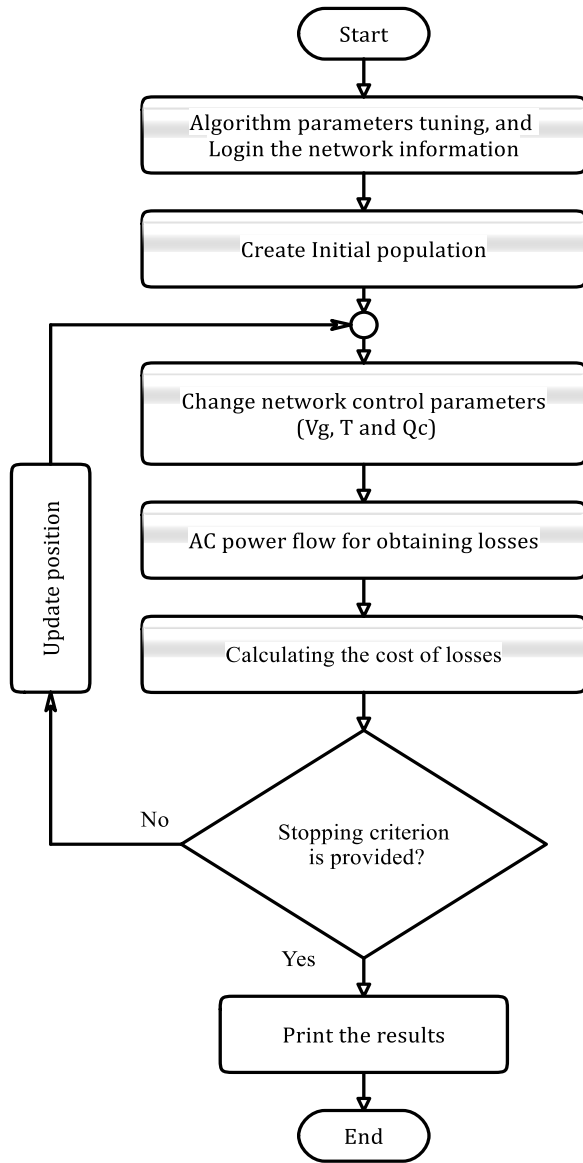 Start
Algorithm parameters tuning, and
Login the network information
Create Initial population
Change network control parameters
(Vg, T and Qc)
AC power flow for obtaining losses
Update position
Calculating the cost of losses
No
Stopping criterion
is provided?
Yes
Print the results
End